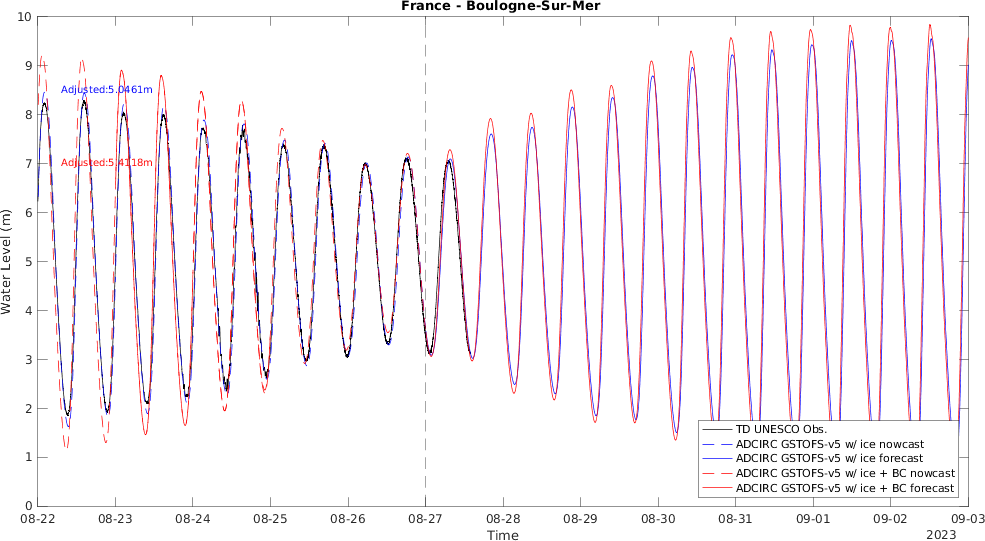 France - Boulogne-Sur-Mer
10
9
8
7
6
5
4
3
2
1
0
Water Level (m)
Adjusted:5.0461m
Adjusted:5.4118m
TD UNESCO Obs.
ADCIRC GSTOFS-v5 w/ ice nowcast
ADCIRC GSTOFS-v5 w/ ice forecast
ADCIRC GSTOFS-v5 w/ ice + BC nowcast
ADCIRC GSTOFS-v5 w/ ice + BC forecast
08-22 08-23 08-24 08-25 08-26 08-27 08-28 08-29 08-30 08-31 09-01 09-02 09-03
Time
2023